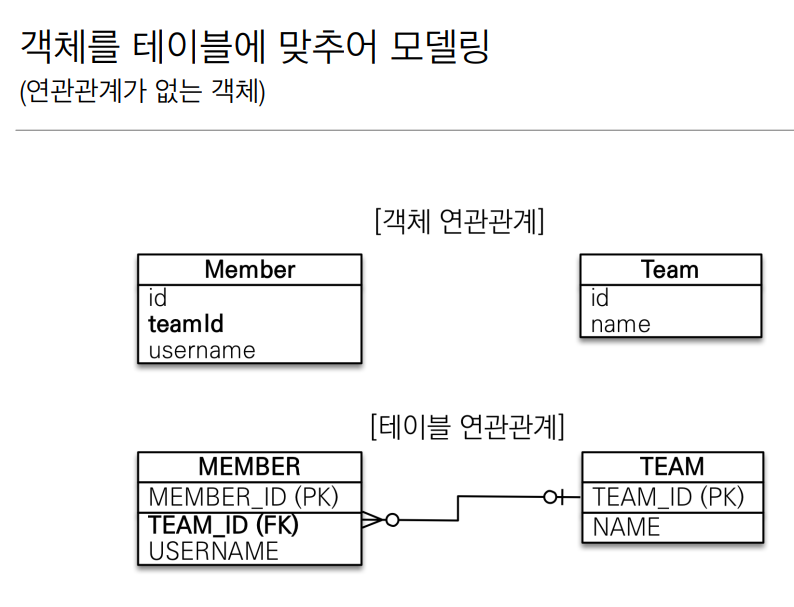 객체를 테이블에 맞추어 모델링
(연관관계가 없는 객체)
[객체 연관관계]
Member
id
teamId
username
Team
id
name
[테이블 연관관계]
MEMBER
MEMBER_ID (PK)
TEAM_ID (FK)
USERNAME
TEAM
TEAM_ID (PK)
NAME